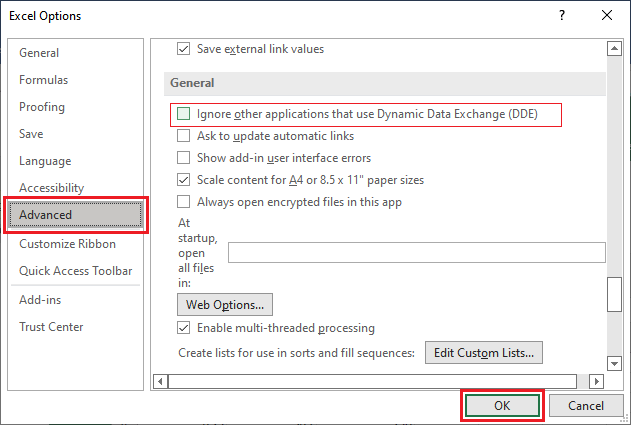 Excel Options
?
General
Formulas
Proofing
Save
Language
Accessibility
Advanced
Customize Ribbon
Quick Access Toolbar
Add-ins
Trust Center
Save external link values
General
Ignore other applications that use Dynamic Data Exchange (DDE)
Ask to update automatic links
Show add-in user interface errors
Scale content for A4 or 8.5 x 11" paper sizes
Always open encrypted files in this app
At
startup,
open
all files
in:
Web Options...
Enable multi-threaded processing
Create lists for use in sorts and fill sequences:
Edit Custom Lists...
OK
Cancel